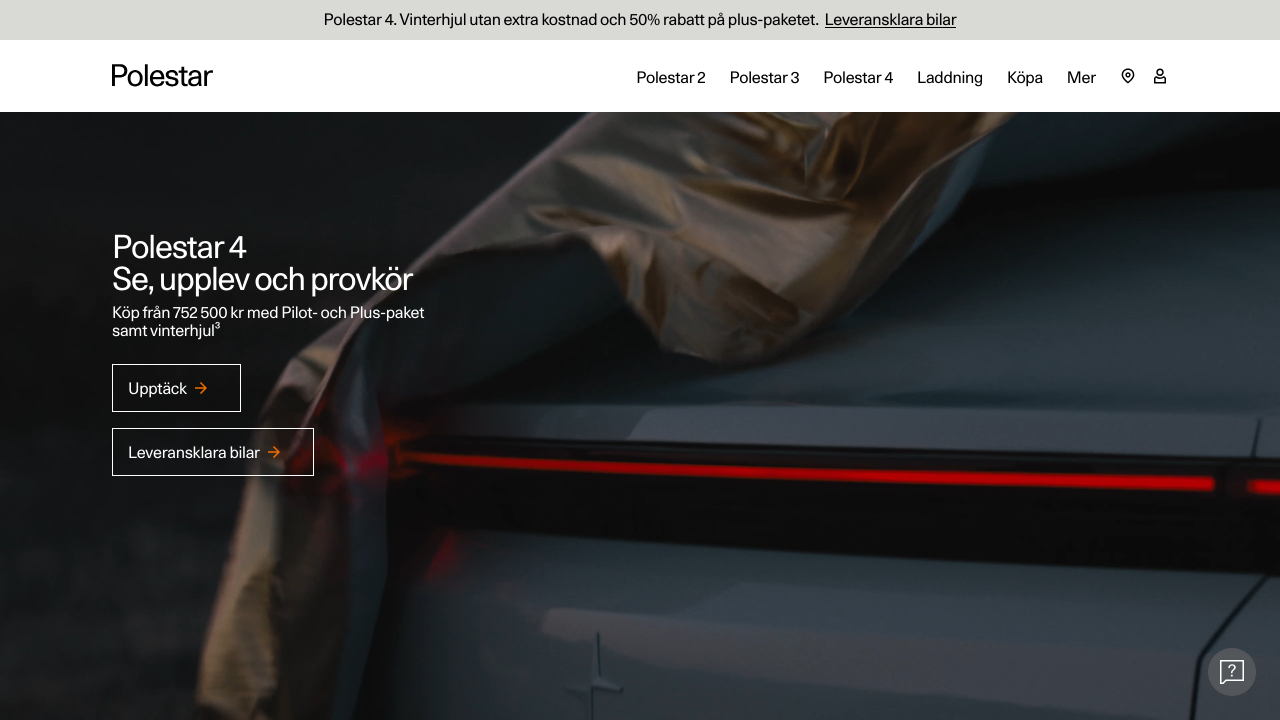 Polestar 4. Vinterhjul utan extra kostnad och 50% rabatt på plus-paketet. Leveransklara bilar
Polestar
Polestar 2
Polestar 3
Polestar 4
Laddning
Köpa
Mer
Polestar 4
Se, upplev och provkör
Köp från 752 500 kr med Pilot- och Plus-paket
samt vinterhjul³
Upptäck →
Leveransklara bilar →
?